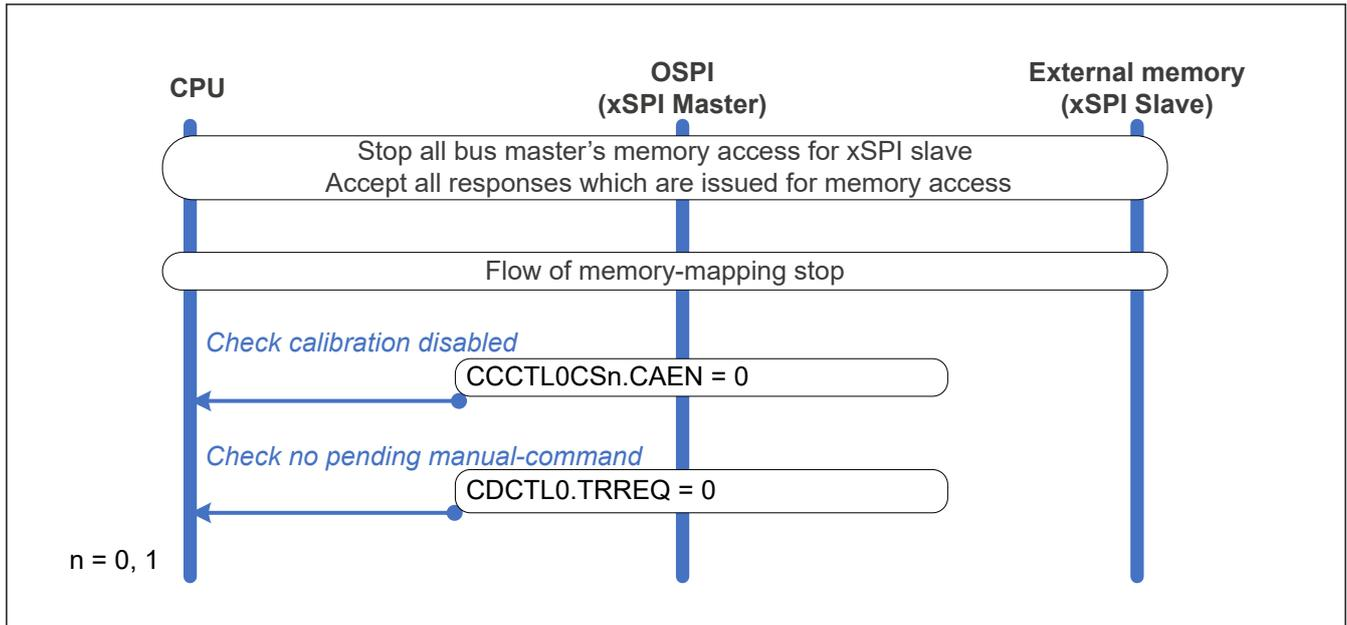 CPU
OSPI
(xSPI Master)
External memory
(xSPI Slave)
Stop all bus master’s memory access for xSPI slave
Accept all responses which are issued for memory access
Flow of memory-mapping stop
Check calibration disabled
CCCTL0CSn.CAEN = 0
Check no pending manual-command
CDCTL0.TRREQ = 0
n = 0, 1